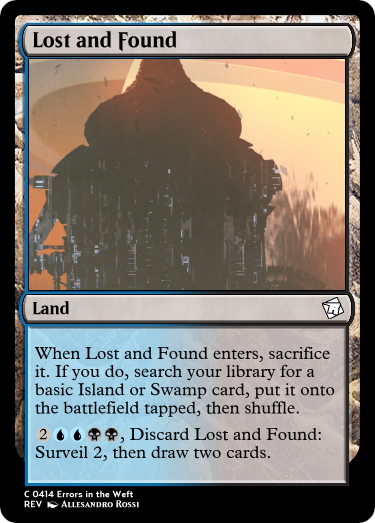 Lost and Found
Land
When Lost and Found enters, sacrifice
it. If you do, search your library for a
basic Island or Swamp card, put it onto
the battlefield tapped, then shuffle.
2, Discard Lost and Found:
Surveil 2, then draw two cards.
C 0414 Errors in the Weft
REV Allesandro Rossi